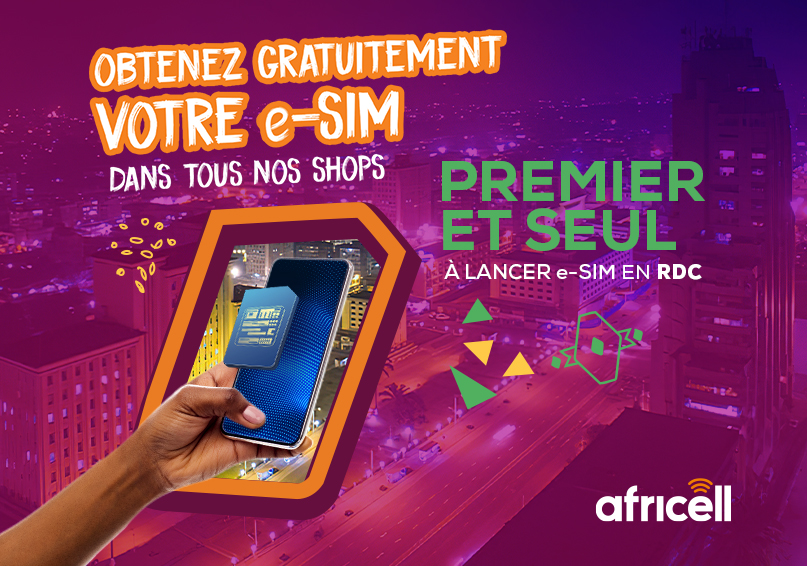 OBTENEZ GRATUITEMENT
VOTRE e-SIM
DANS TOUS NOS SHOPS
PREMIER
ET SEUL
À LANCER e-SIM EN RDC
africell